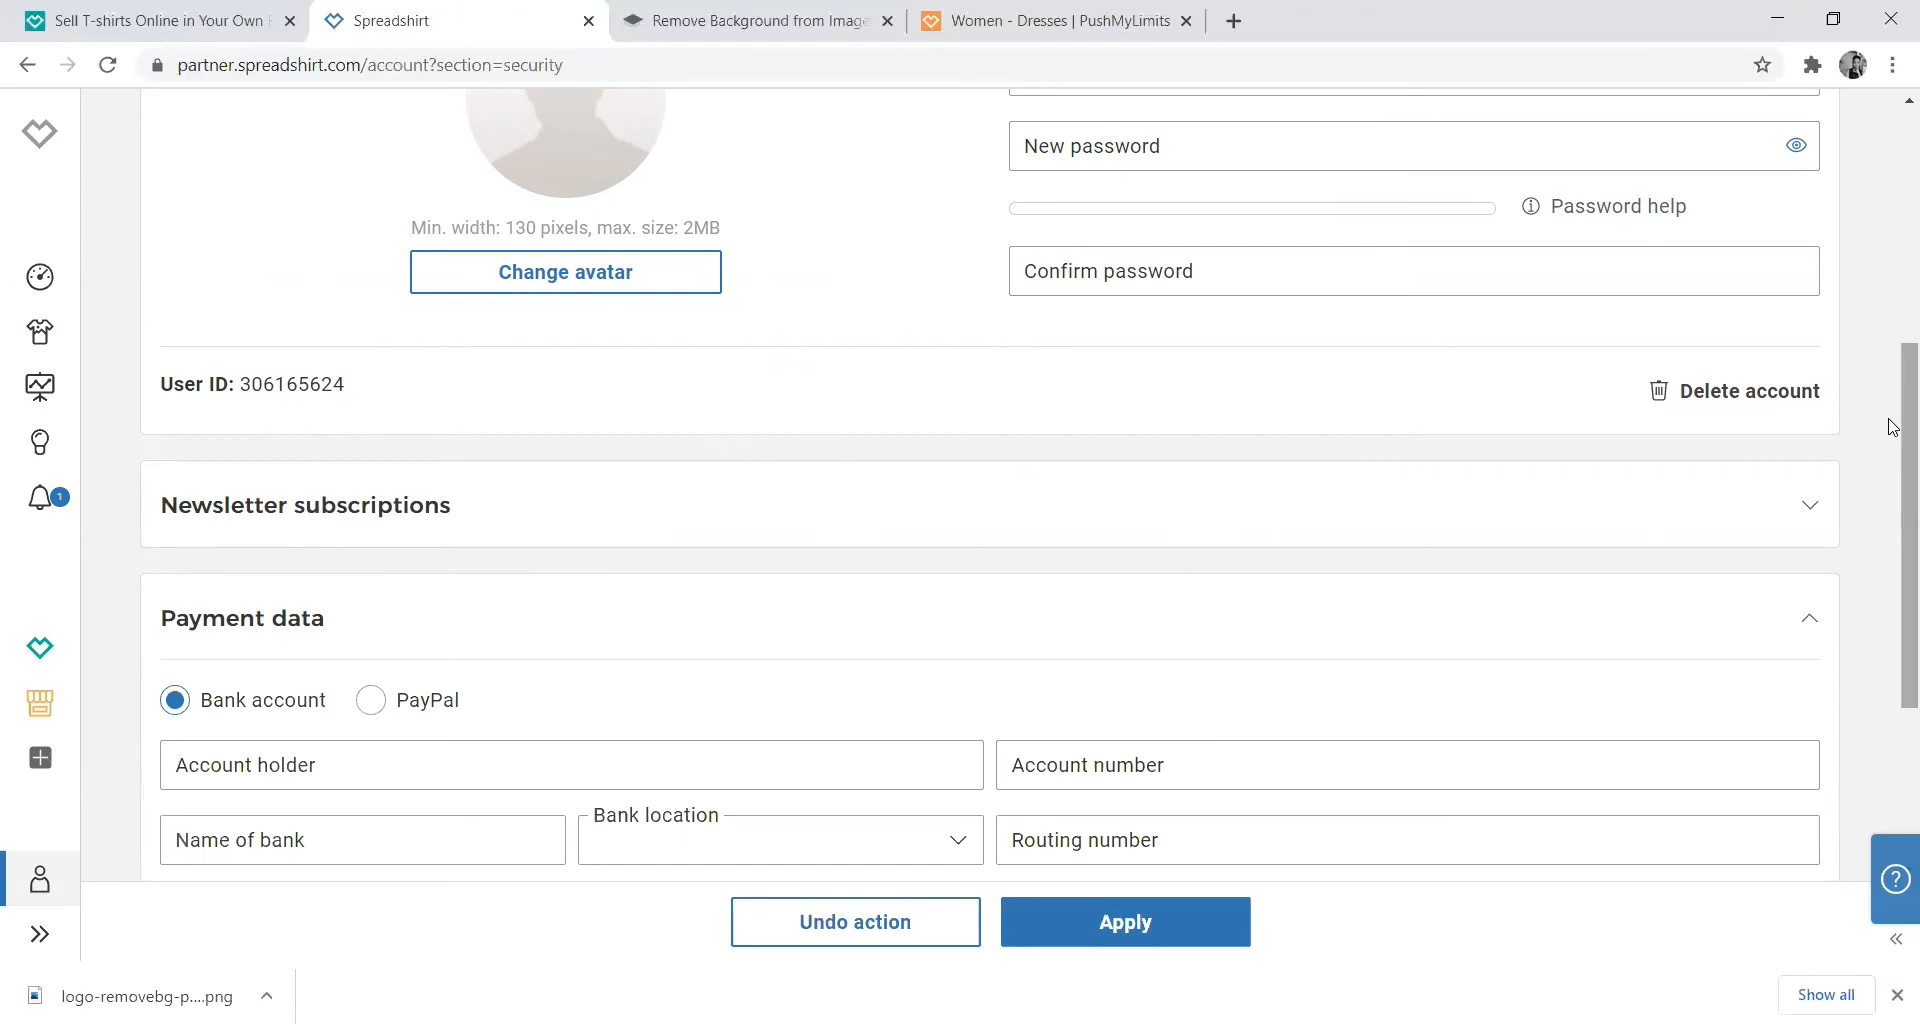 Sell T-shirts Online in Your Own
Spreadshirt
Remove Background from Image
Women - Dresses | PushMyLimits
partner.spreadshirt.com/account?section=security
New password
Min. width: 130 pixels, max. size: 2MB
Password help
Change avatar
Confirm password
User ID: 306165624
Delete account
Newsletter subscriptions
1
Payment data
Bank account
PayPal
Account holder
Account number
Bank location
Name of bank
Routing number
?
Undo action
Apply
logo-removebg-p....png
Show all